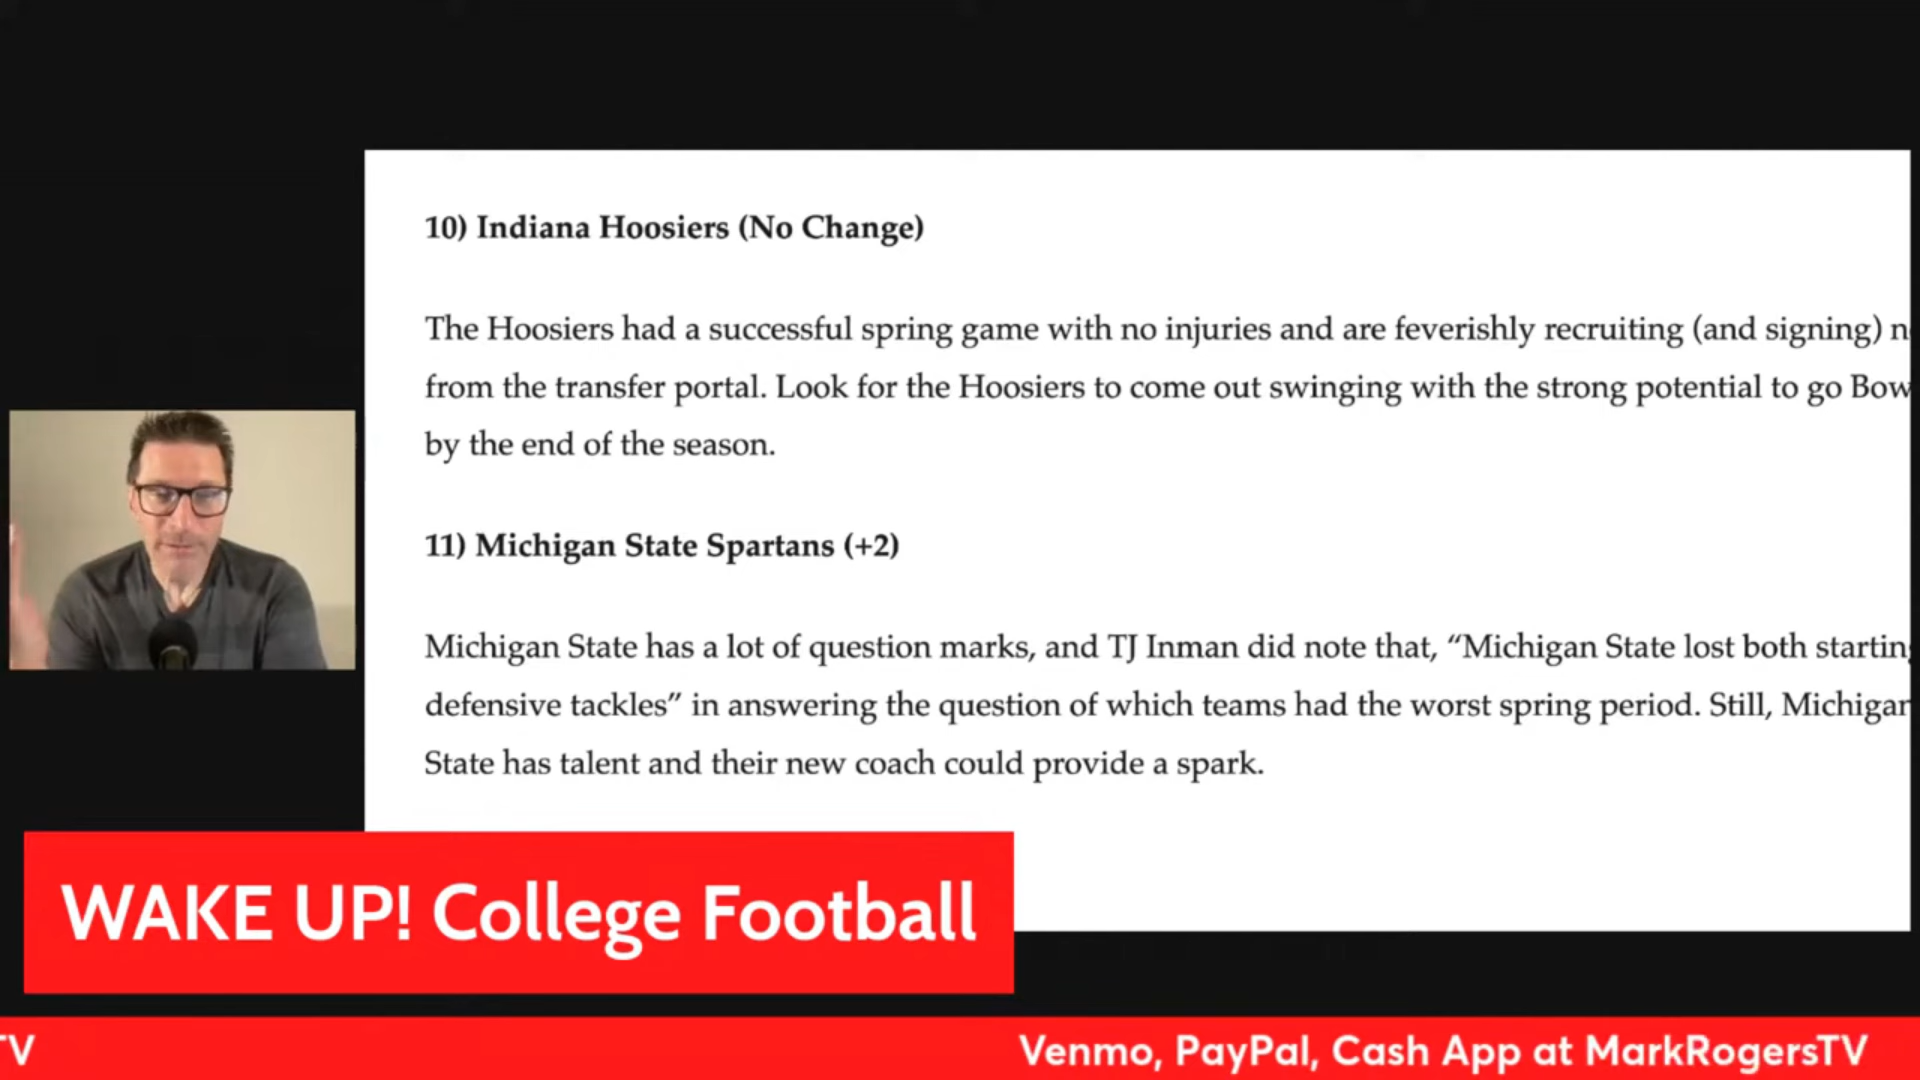 10) Indiana Hoosiers (No Change)
The Hoosiers had a successful spring game with no injuries and are feverishly recruiting (and signing)
from the transfer portal. Look for the Hoosiers to come out swinging with the strong potential to go Bow
by the end of the season.
11) Michigan State Spartans (+2)
Michigan State has a lot of question marks, and TJ Inman did note that, “Michigan State lost both startin
defensive tackles” in answering the question of which teams had the worst spring period. Still, Michigan
State has talent and their new coach could provide a spark.
WAKE UP! College Football
TV
Venmo, PayPal, Cash App at MarkRogersTV